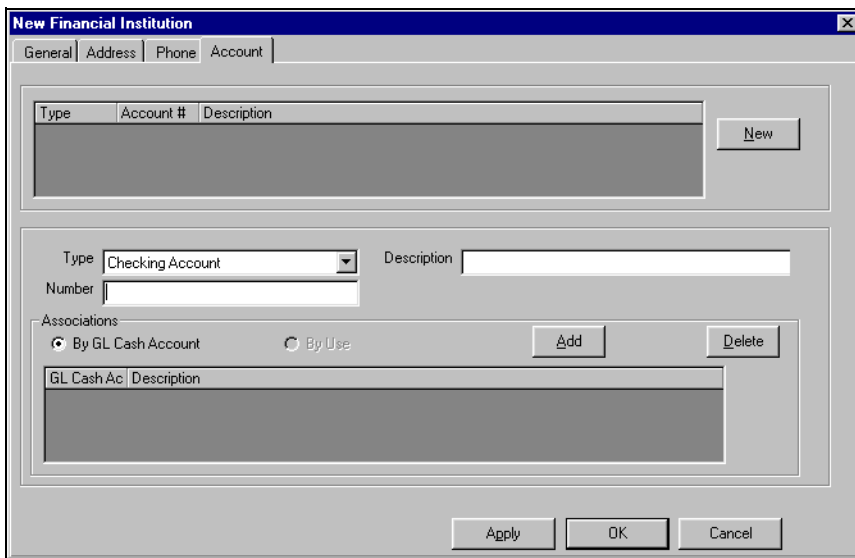 New Financial Institution
General Address Phone Account
Type Account # Description
New
Type Checking Account Description
Number
Associations
By GL Cash Account By Use Add Delete
GL Cash Ac Description
Apply OK Cancel